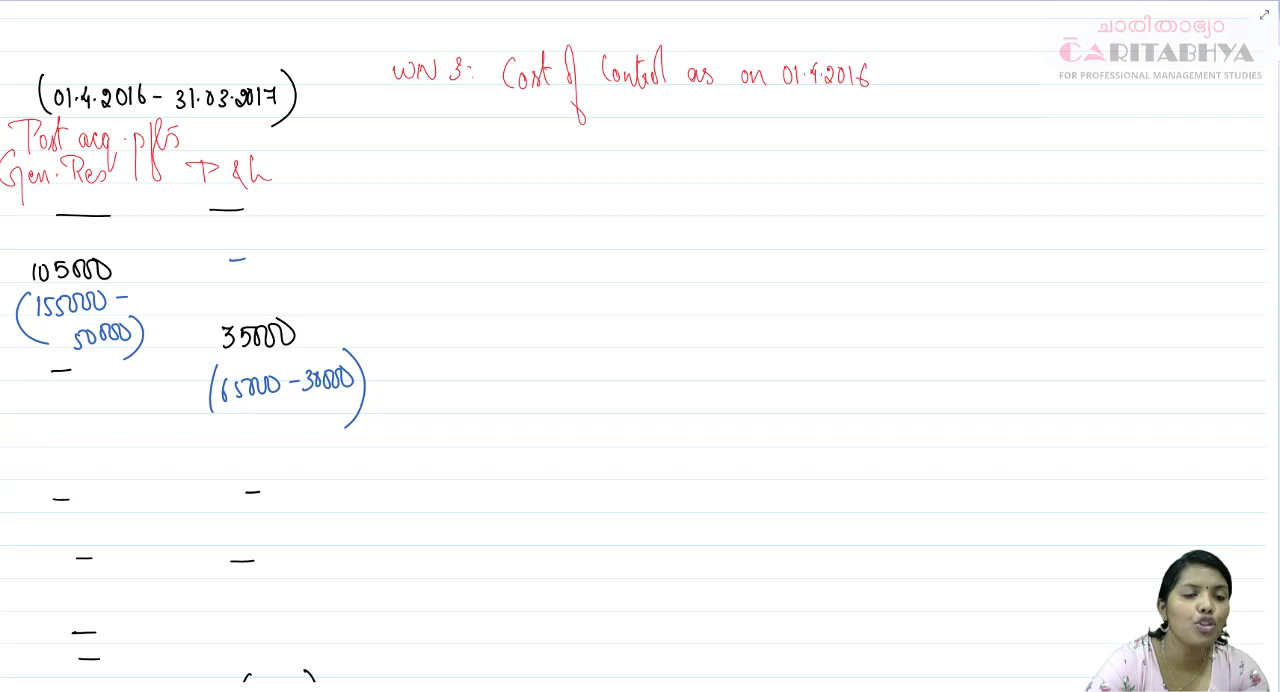 ചാരിതാഭ്യാ
CARITABHYA
FOR PROFESSIONAL MANAGEMENT STUDIES
WN 3: Cost of Control as on 01.4.2016
(01.4.2016 - 31.03.2017)
Post acq. pfts
Gen. Res P & L
— —
105000 -
(155000 -
50000) 35000
- (65000 - 30000)
- -
- -
-
-